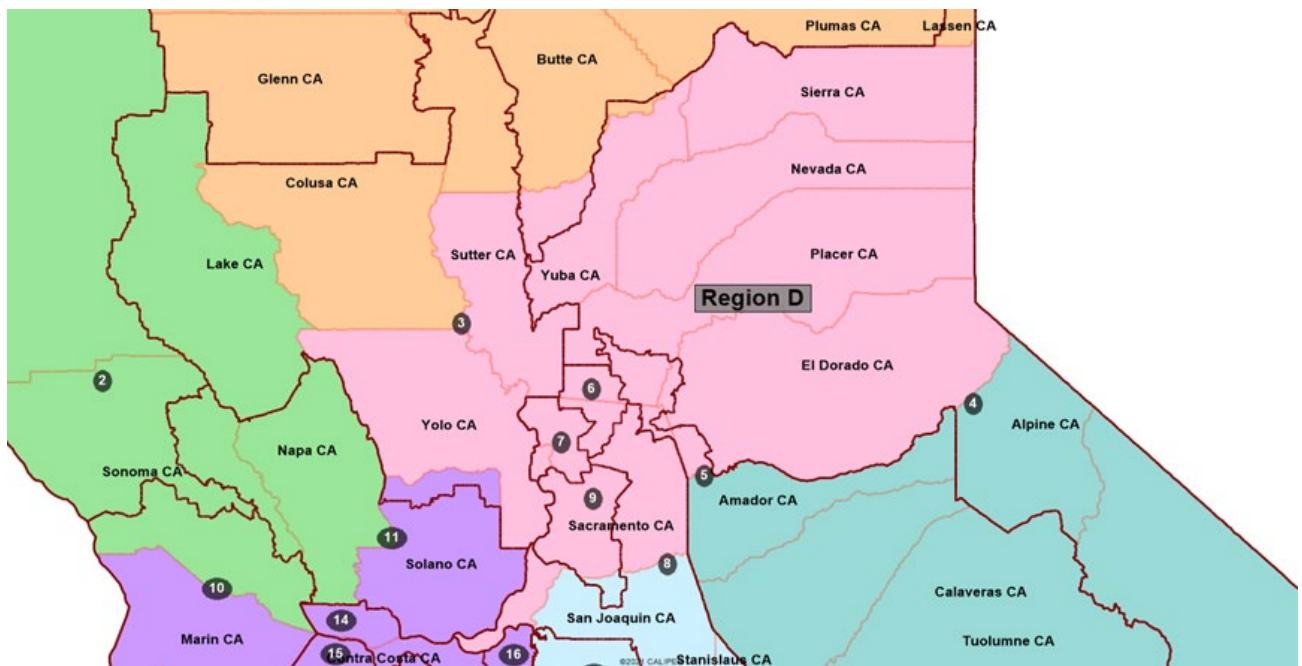 Plumas CA
Lassen CA
Butte CA
Glenn CA
Sierra CA
Nevada CA
Colusa CA
Sutter CA
Placer CA
Lake CA
Yuba CA
Region D
3
El Dorado CA
2
6
4
Yolo CA
Alpine CA
7
Napa CA
Sonoma CA
5
Amador CA
9
Sacramento CA
11
Solano CA
8
10
Calaveras CA
14
San Joaquin CA
Marin CA
Tuolumne CA
15
Contra Costa CA
16
Stanislaus CA